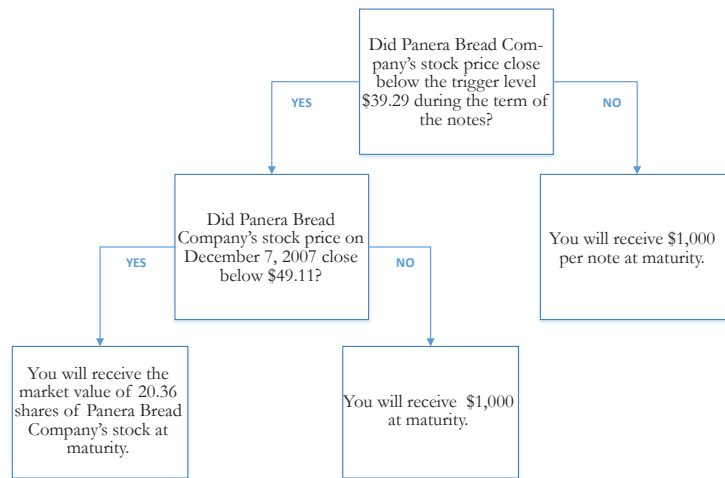 Did Panera Bread Com-
pany's stock price close
below the trigger level
$39.29 during the term of
the notes?
YES
NO
Did Panera Bread
Company's stock price on
December 7, 2007 close
below $49.11?
You will receive $1,000
per note at maturity.
YES
NO
You will receive the
market value of 20.36
shares of Panera Bread
Company's stock at
maturity.
You will receive $1,000
at maturity.